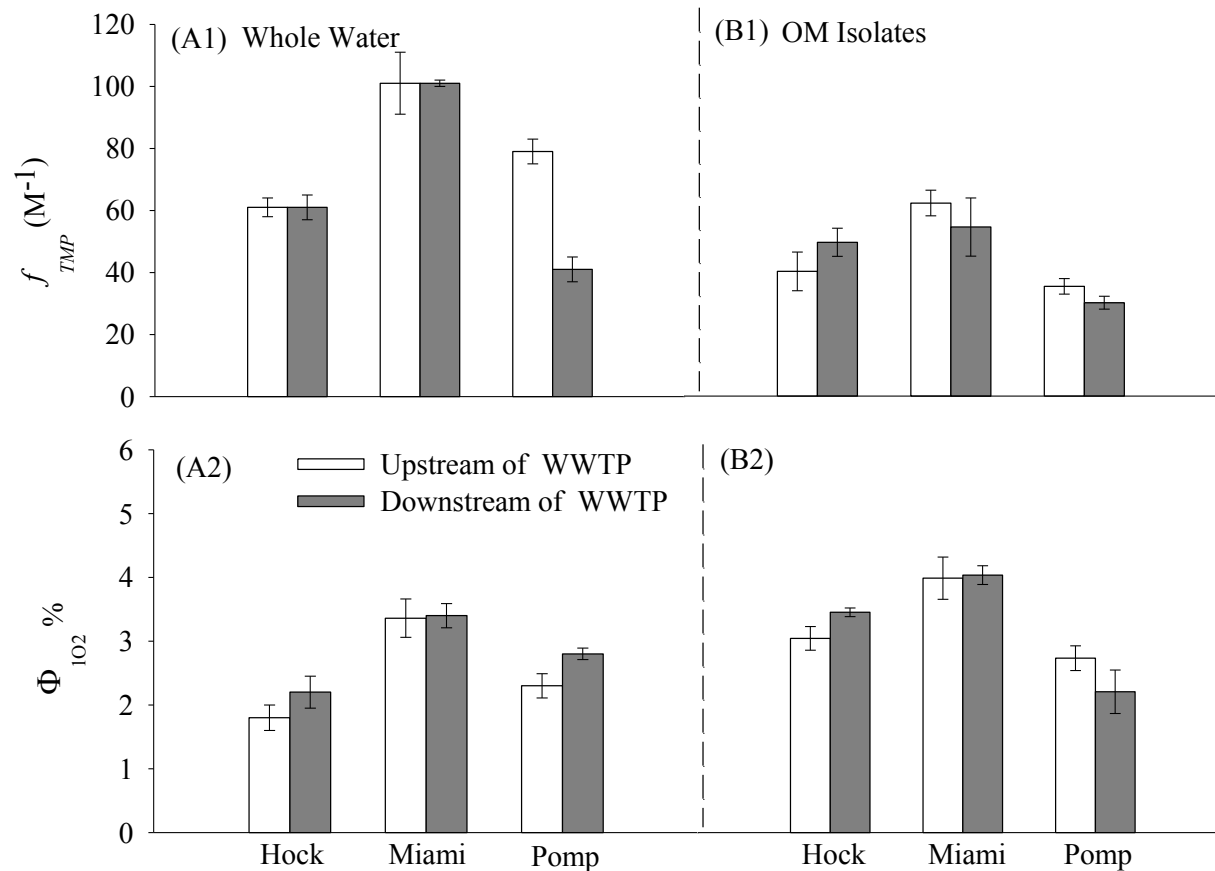 (A1) Whole Water
(B1) OM Isolates
120
100
80
60
40
20
0
f TMP (M-1)
(A2)
(B2)
Upstream of WWTP
Downstream of WWTP
6
5
4
3
2
1
0
Φ 1O2 %
Hock Miami Pomp Hock Miami Pomp